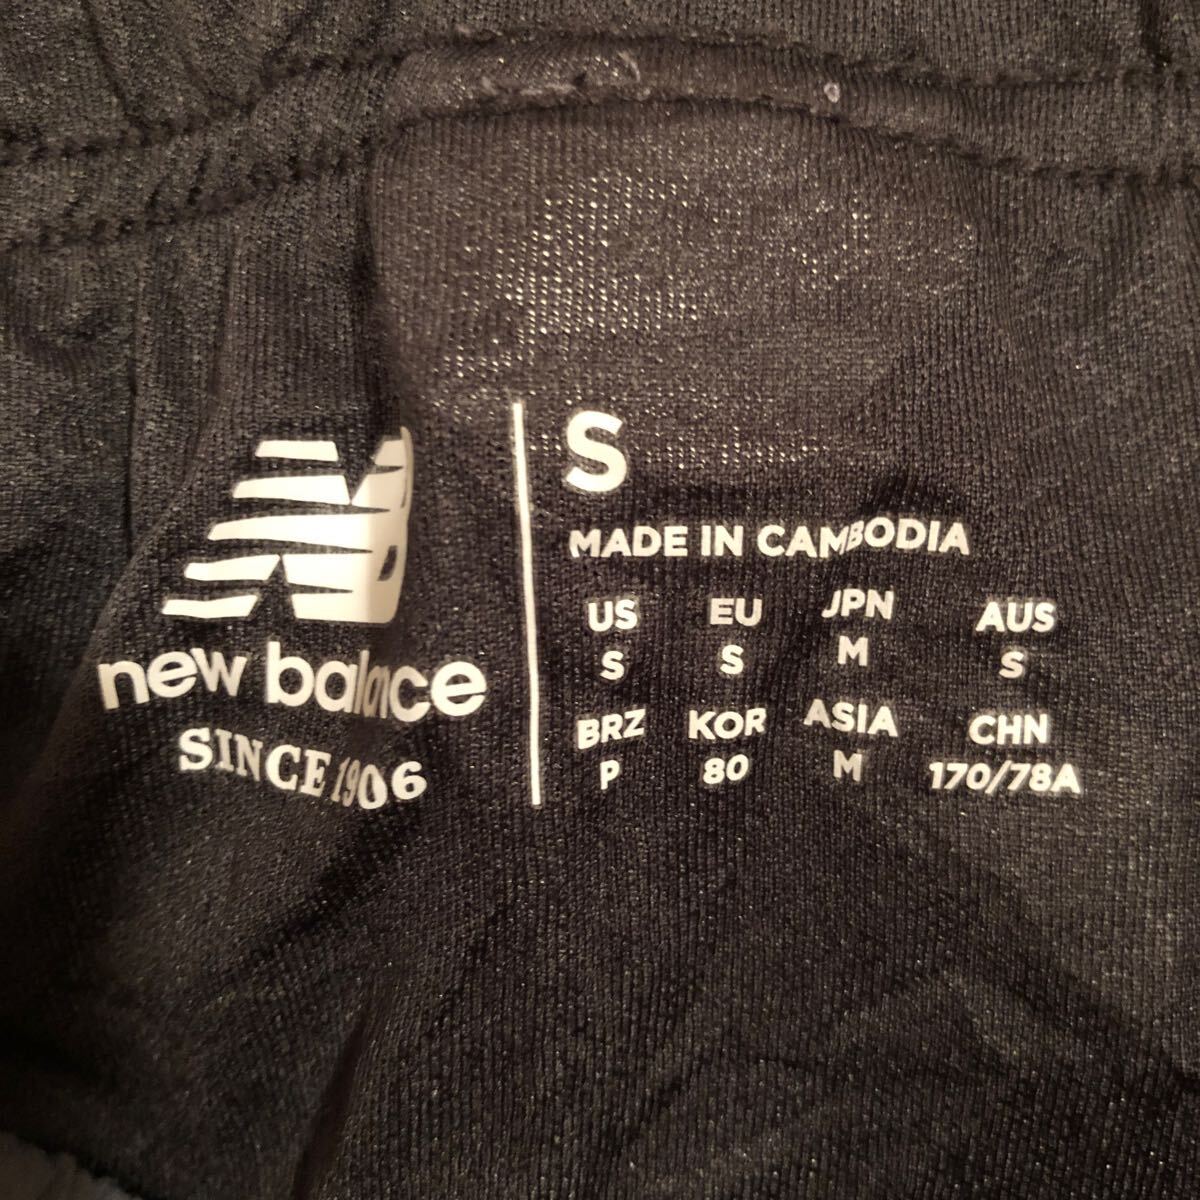 new balance
SINCE 1906
S
MADE IN CAMBODIA
US EU JPN AUS
S S M S
BRZ KOR ASIA CHN
P 80 M 170/78A